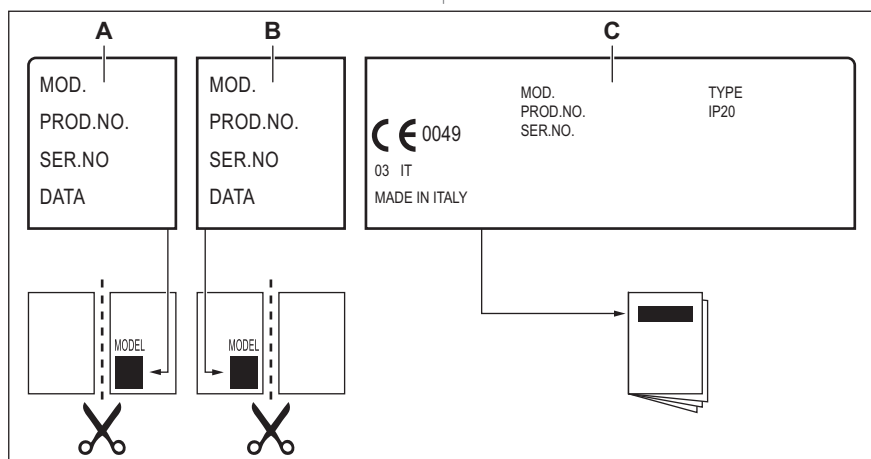 A
B
C
MOD.
PROD.NO.
SER.NO
DATA
MOD.
PROD.NO.
SER.NO
DATA
MOD.
PROD.NO.
SER.NO.
TYPE
IP20
CE 0049
03 IT
MADE IN ITALY
MODEL
MODEL